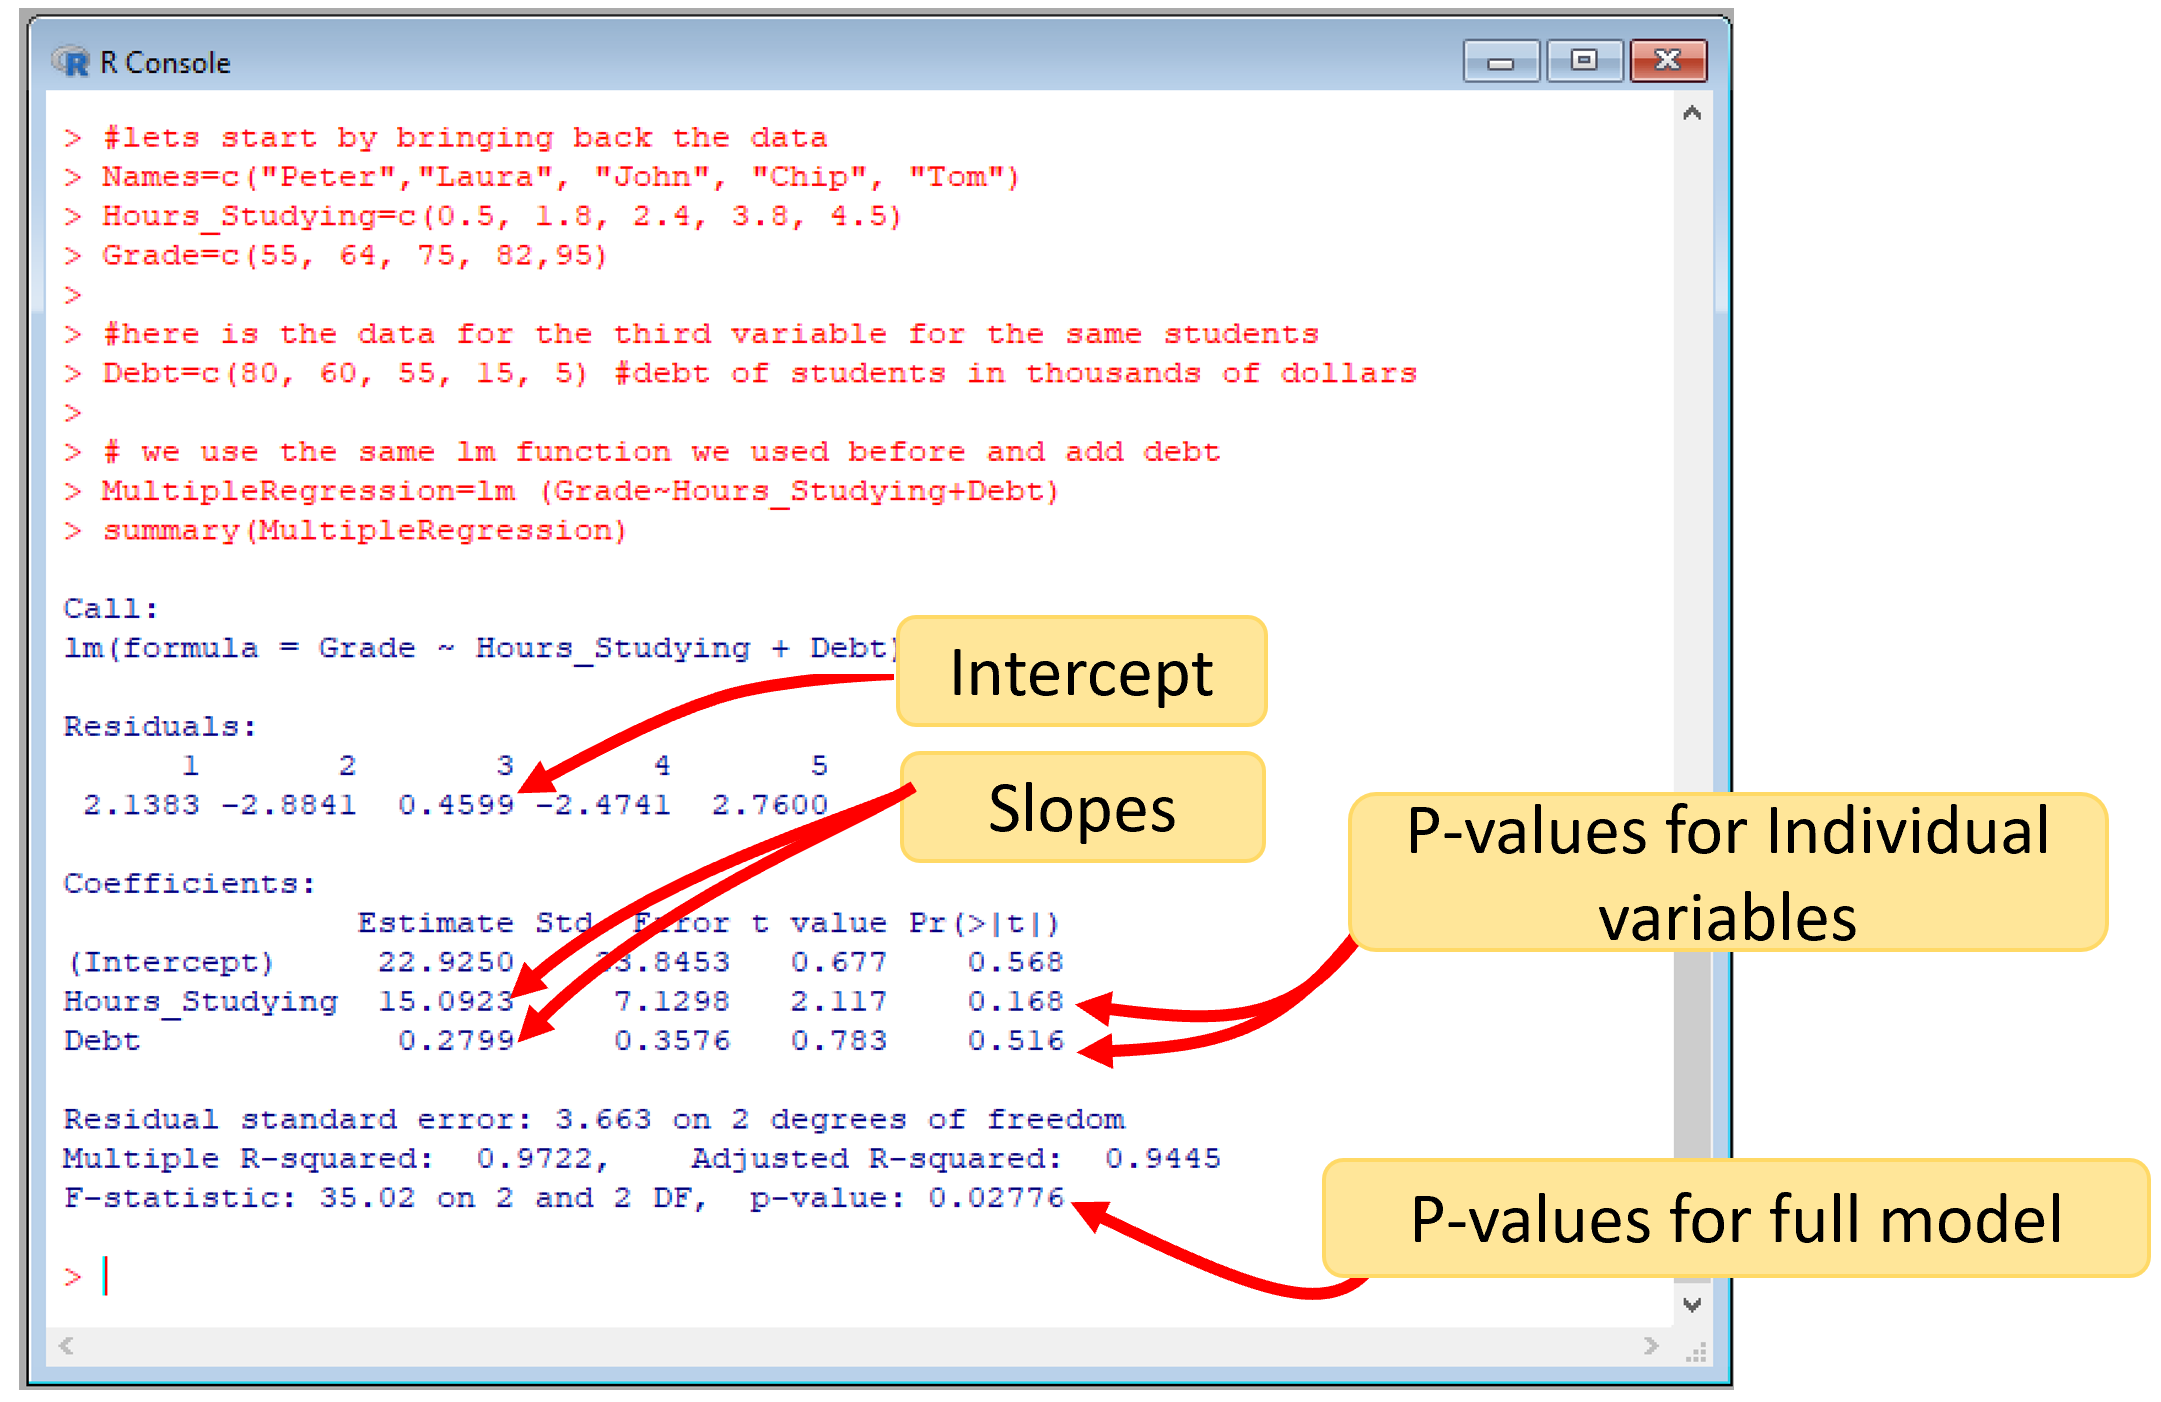 R Console
> #lets start by bringing back the data
> Names=c("Peter","Laura", "John", "Chip", "Tom")
> Hours_Studying=c(0.5, 1.8, 2.4, 3.8, 4.5)
> Grade=c(55, 64, 75, 82,95)
>
> #here is the data for the third variable for the same students
> Debt=c(80, 60, 55, 15, 5) #debt of students in thousands of dollars
>
> # we use the same lm function we used before and add debt
> MultipleRegression=lm (Grade~Hours_Studying+Debt)
> summary(MultipleRegression)
Call:
lm(formula = Grade ~ Hours_Studying + Debt)
Intercept
Residuals:
1 2 3 4 5
2.1383 -2.8841 0.4599 -2.4741 2.7600
Slopes
P-values for Individual
variables
Coefficients:
Estimate Std. Error t value Pr(>|t|)
(Intercept) 22.9250 33.8453 0.677 0.568
Hours_Studying 15.0923 7.1298 2.117 0.168
Debt 0.2799 0.3576 0.783 0.516
Residual standard error: 3.663 on 2 degrees of freedom
Multiple R-squared: 0.9722, Adjusted R-squared: 0.9445
F-statistic: 35.02 on 2 and 2 DF, p-value: 0.02776
P-values for full model
>